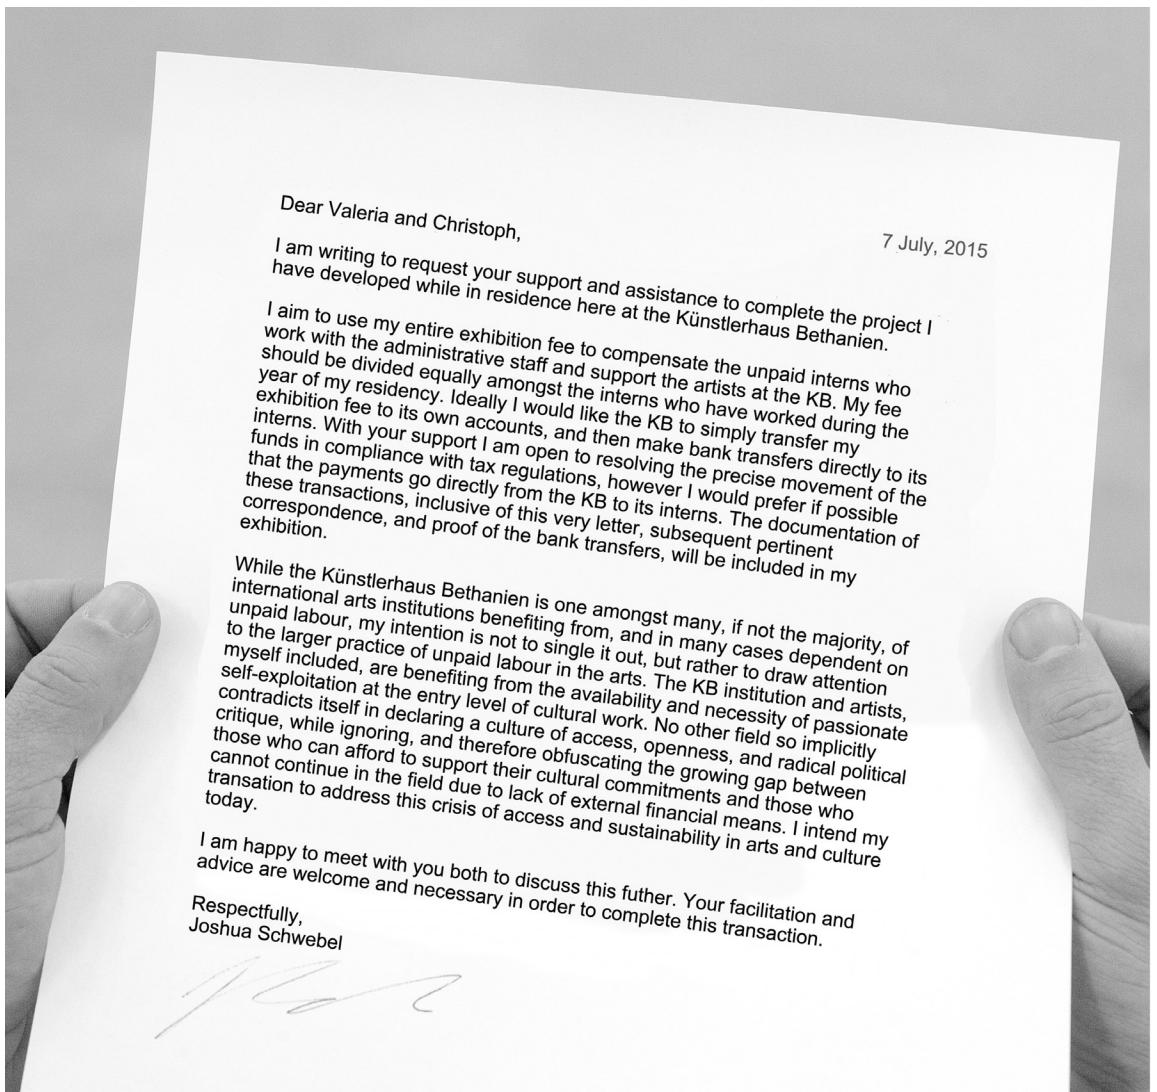 Dear Valeria and Christoph,
7 July, 2015
I am writing to request your support and assistance to complete the project I
have developed while in residence here at the Künstlerhaus Bethanien.
I aim to use my entire exhibition fee to compensate the unpaid interns who
work with the administrative staff and support the artists at the KB. My fee
should be divided equally amongst the interns who have worked during the
year of my residency. Ideally I would like the KB to simply transfer my
exhibition fee to its own accounts, and then make bank transfers directly to its
interns. With your support I am open to resolving the precise movement of the
funds in compliance with tax regulations, however I would prefer if possible
that the payments go directly from the KB to its interns. The documentation of
these transactions, inclusive of this very letter, subsequent pertinent
correspondence, and proof of the bank transfers, will be included in my
exhibition.
While the Künstlerhaus Bethanien is one amongst many, if not the majority, of
international arts institutions benefiting from, and in many cases dependent on
unpaid labour, my intention is not to single it out, but rather to draw attention
to the larger practice of unpaid labour in the arts. The KB institution and artists,
myself included, are benefiting from the availability and necessity of passionate
self-exploitation at the entry level of cultural work. No other field so implicitly
contradicts itself in declaring a culture of access, openness, and radical political
critique, while ignoring, and therefore obfuscating the growing gap between
those who can afford to support their cultural commitments and those who
cannot continue in the field due to lack of external financial means. I intend my
transation to address this crisis of access and sustainability in arts and culture
today.
I am happy to meet with you both to discuss this futher. Your facilitation and
advice are welcome and necessary in order to complete this transaction.
Respectfully,
Joshua Schwebel